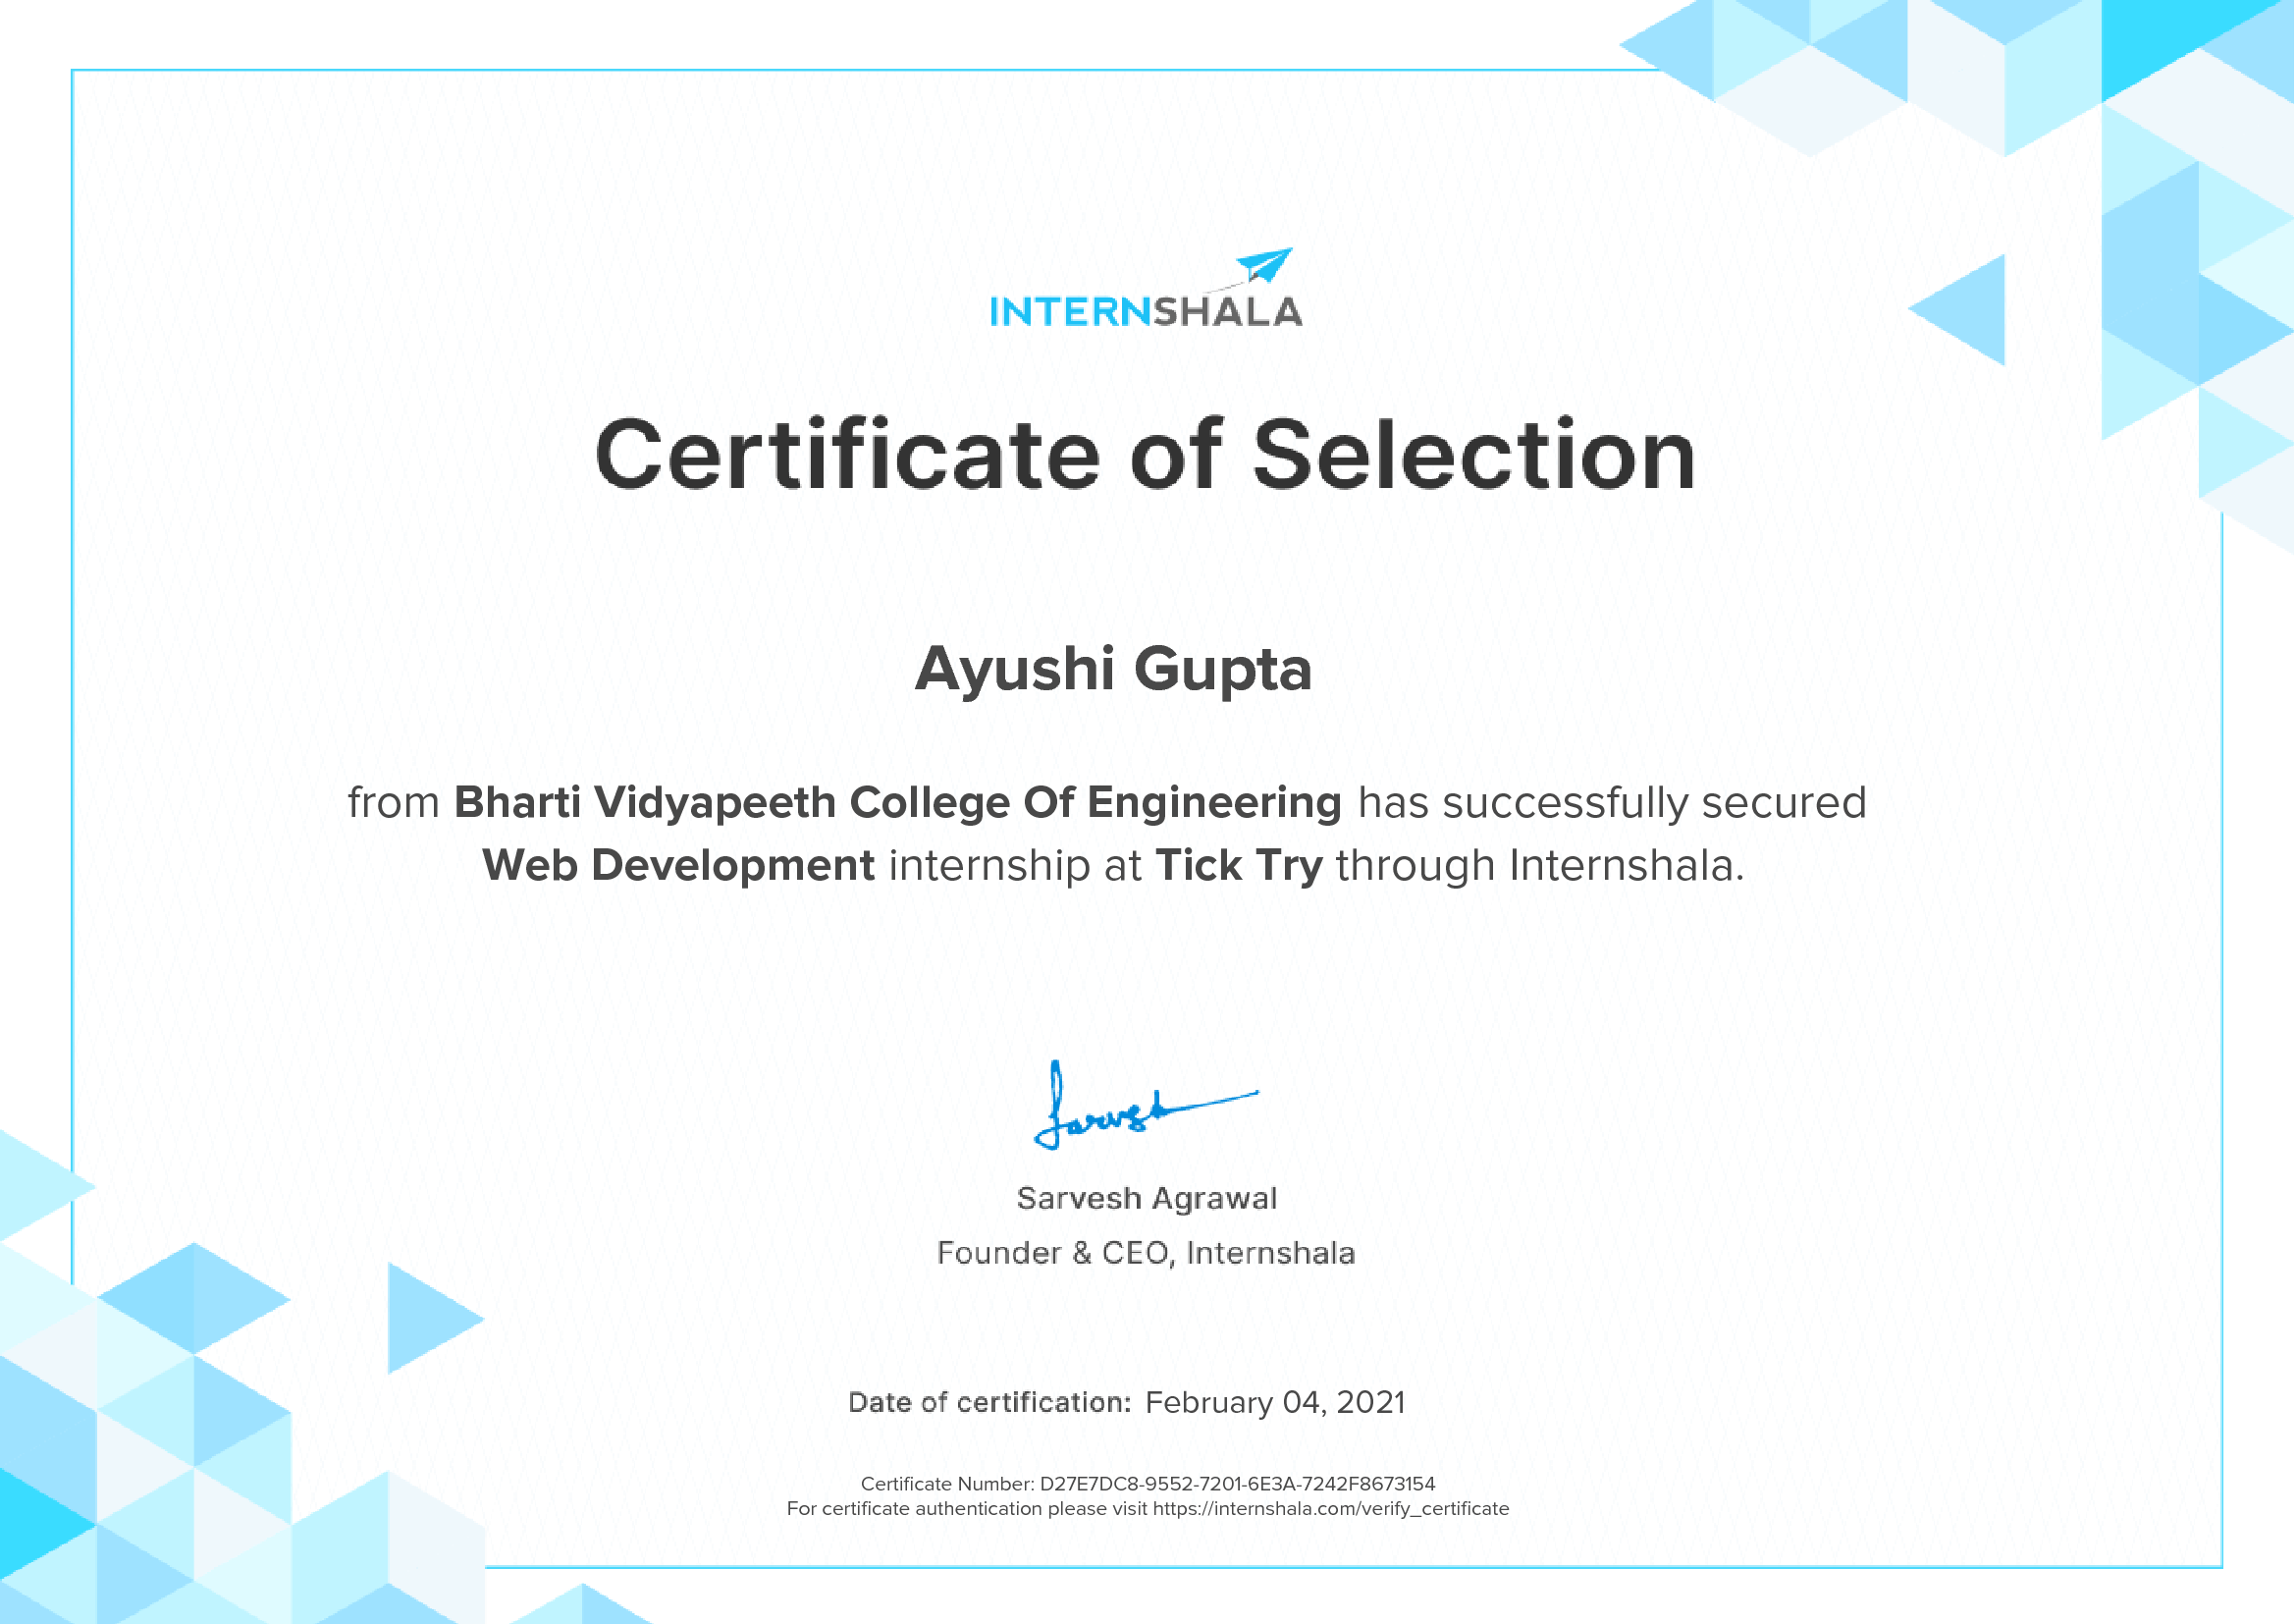 INTERNSHALA
Certificate of Selection
Ayushi Gupta
from Bharti Vidyapeeth College Of Engineering has successfully secured
Web Development internship at Tick Try through Internshala.
Sarvesh
Sarvesh Agrawal
Founder & CEO, Internshala
Date of certification: February 04, 2021
Certificate Number: D27E7DC8-9552-7201-6E3A-7242F8673154
For certificate authentication please visit https://internshala.com/verify_certificate